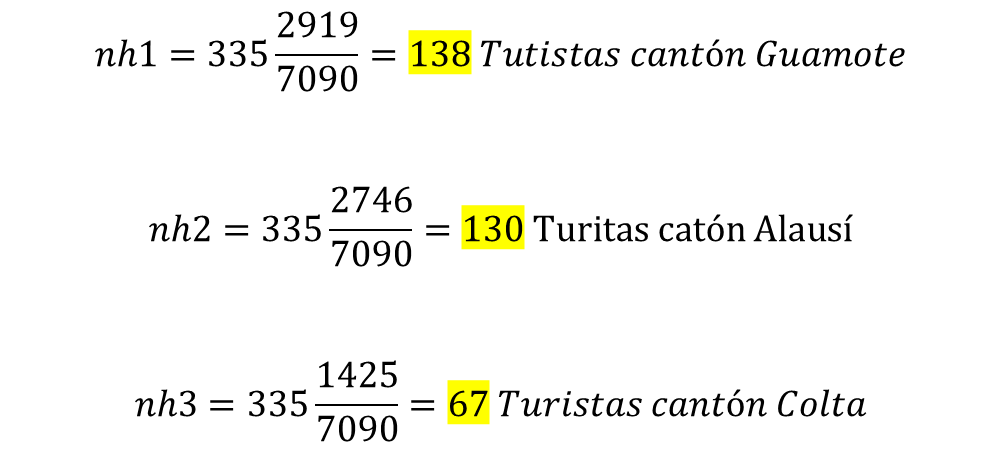 nh1 = 335 2919/7090 = 138 Tutistas cantón Guamote
nh2 = 335 2746/7090 = 130 Turitas catón Alausí
nh3 = 335 1425/7090 = 67 Turistas cantón Colta